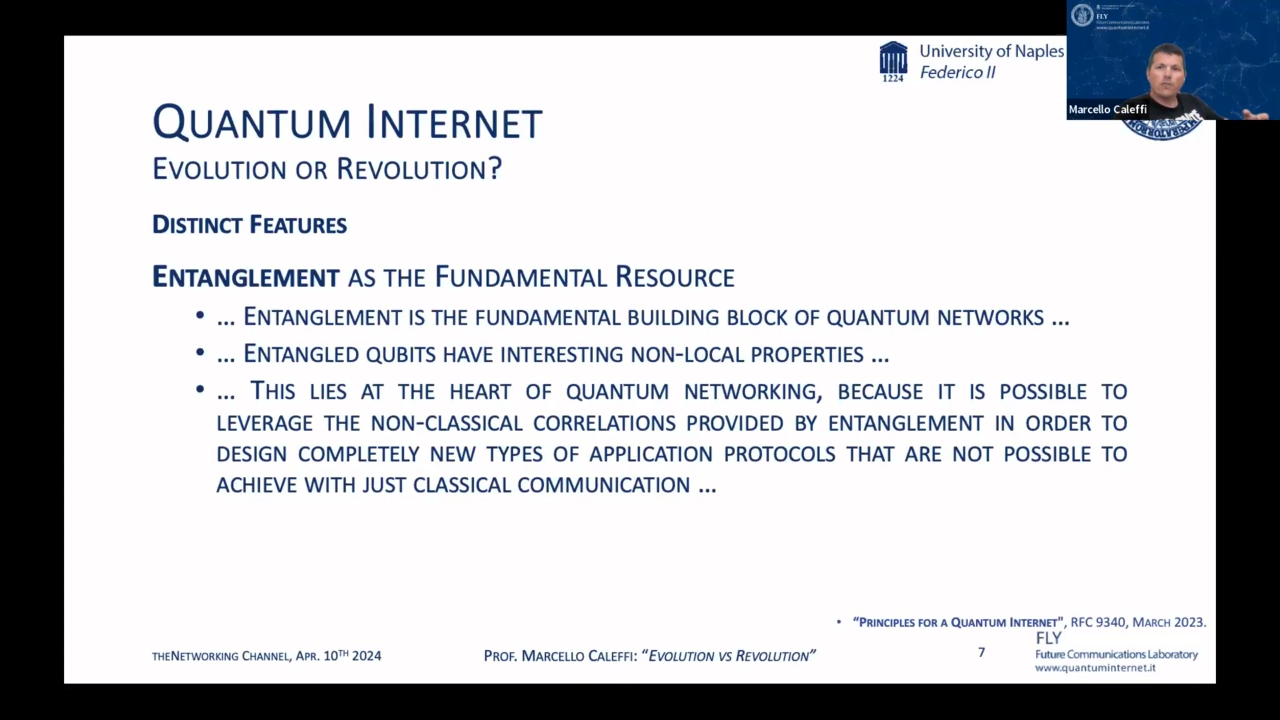 University of Naples
Federico II
1224
FLY
www.quantuminternet.it
Marcello Caleffi
QUANTUM INTERNET
EVOLUTION OR REVOLUTION?
DISTINCT FEATURES
ENTANGLEMENT AS THE FUNDAMENTAL RESOURCE
• ... ENTANGLEMENT IS THE FUNDAMENTAL BUILDING BLOCK OF QUANTUM NETWORKS ...
• ... ENTANGLED QUBITS HAVE INTERESTING NON-LOCAL PROPERTIES ...
• ... THIS LIES AT THE HEART OF QUANTUM NETWORKING, BECAUSE IT IS POSSIBLE TO
LEVERAGE THE NON-CLASSICAL CORRELATIONS PROVIDED BY ENTANGLEMENT IN ORDER TO
DESIGN COMPLETELY NEW TYPES OF APPLICATION PROTOCOLS THAT ARE NOT POSSIBLE TO
ACHIEVE WITH JUST CLASSICAL COMMUNICATION ...
• "PRINCIPLES FOR A QUANTUM INTERNET", RFC 9340, MARCH 2023.
THENETWORKING CHANNEL, APR. 10TH 2024
PROF. MARCELLO CALEFFI: "EVOLUTION VS REVOLUTION"
7
FLY
Future Communications Laboratory
www.quantuminternet.it